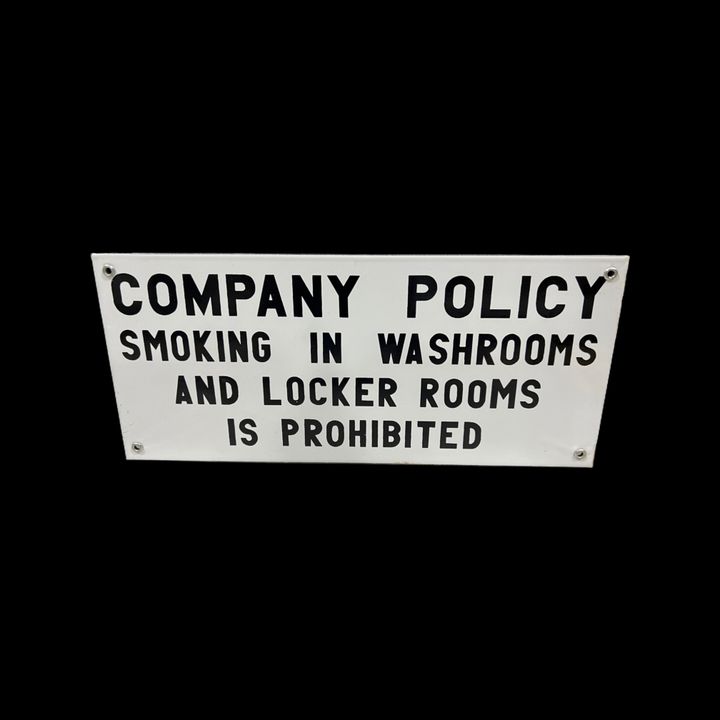 COMPANY POLICY
SMOKING IN WASHROOMS
AND LOCKER ROOMS
IS PROHIBITED